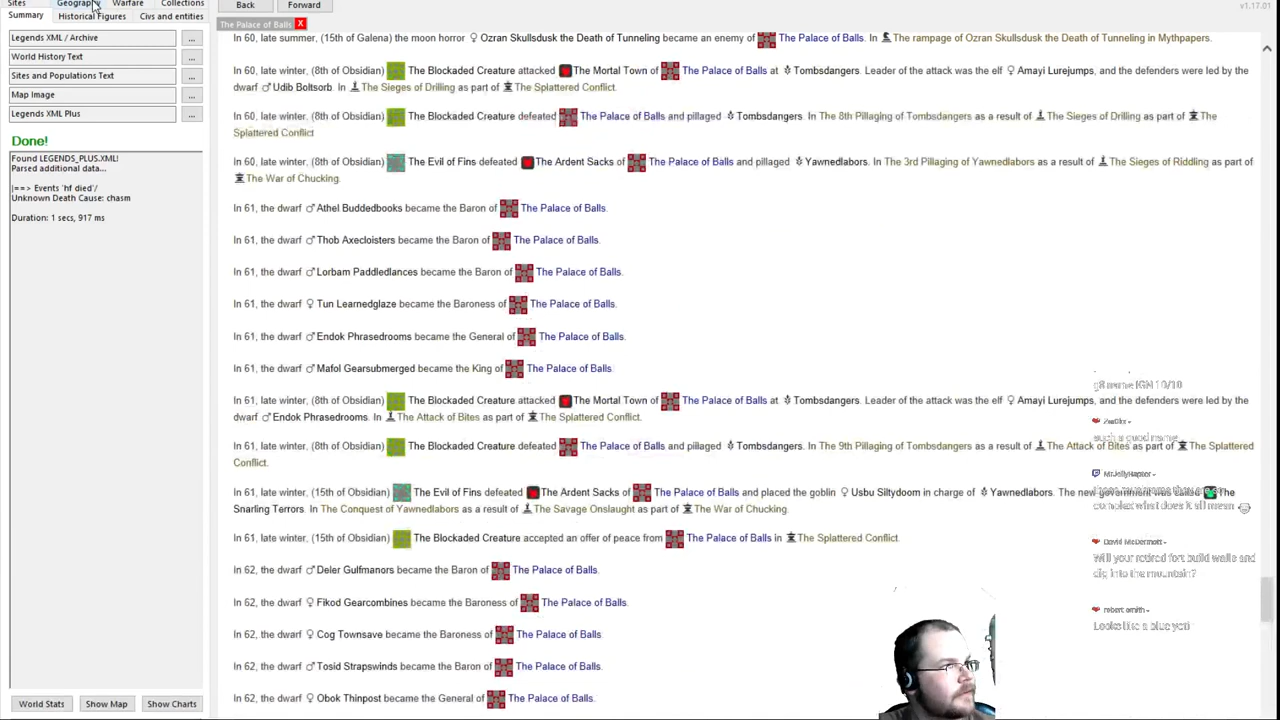 Sites Geography Warfare Collections
Summary Historical Figures Civs and entities
Back Forward
v1.17.01
The Palace of Balls X
Legends XML / Archive ...
World History Text ...
Sites and Populations Text ...
Map Image ...
Legends XML Plus ...
Done!
Found LEGENDS_PLUS.XML!
Parsed additional data...
|==> Events 'hf died'/
Unknown Death Cause: chasm
Duration: 1 secs, 917 ms
World Stats Show Map Show Charts
In 60, late summer, (15th of Galena) the moon horror ♀ Ozran Skullsdusk the Death of Tunneling became an enemy of The Palace of Balls. In The rampage of Ozran Skullsdusk the Death of Tunneling in Mythpapers.
In 60, late winter, (8th of Obsidian) The Blockaded Creature attacked The Mortal Town of The Palace of Balls at Tombsdangers. Leader of the attack was the elf ♀ Amayi Lurejumps, and the defenders were led by the
dwarf ♂ Udib Boltsorb. In The Sieges of Drilling as part of The Splattered Conflict.
In 60, late winter, (8th of Obsidian) The Blockaded Creature defeated The Palace of Balls and pillaged Tombsdangers. In The 8th Pillaging of Tombsdangers as a result of The Sieges of Drilling as part of The
Splattered Conflict
In 60, late winter, (8th of Obsidian) The Evil of Fins defeated The Ardent Sacks of The Palace of Balls and pillaged Yawnedlabors. In The 3rd Pillaging of Yawnedlabors as a result of The Sieges of Riddling as part of
The War of Chucking.
In 61, the dwarf ♂ Athel Buddedbooks became the Baron of The Palace of Balls.
In 61, the dwarf ♂ Thob Axecloisters became the Baron of The Palace of Balls.
In 61, the dwarf ♂ Lorbam Paddledlances became the Baron of The Palace of Balls.
In 61, the dwarf ♀ Tun Learnedglaze became the Baroness of The Palace of Balls.
In 61, the dwarf ♂ Endok Phrasedrooms became the General of The Palace of Balls.
In 61, the dwarf ♂ Mafol Gearsubmerged became the King of The Palace of Balls.
In 61, late winter, (8th of Obsidian) The Blockaded Creature attacked The Mortal Town of The Palace of Balls at Tombsdangers. Leader of the attack was the elf ♀ Amayi Lurejumps, and the defenders were led by the
dwarf ♂ Endok Phrasedrooms. In The Attack of Bites as part of The Splattered Conflict.
In 61, late winter, (8th of Obsidian) The Blockaded Creature defeated The Palace of Balls and pillaged Tombsdangers. In The 9th Pillaging of Tombsdangers as a result of The Attack of Bites as part of The Splattered
Conflict.
In 61, late winter, (15th of Obsidian) The Evil of Fins defeated The Ardent Sacks of The Palace of Balls and placed the goblin ♀ Usbu Siltydoom in charge of Yawnedlabors. The new government was called The
Snarling Terrors. In The Conquest of Yawnedlabors as a result of The Savage Onslaught as part of The War of Chucking.
In 61, late winter, (15th of Obsidian) The Blockaded Creature accepted an offer of peace from The Palace of Balls in The Splattered Conflict.
In 62, the dwarf ♂ Deler Gulfmanors became the Baron of The Palace of Balls.
In 62, the dwarf ♀ Fikod Gearcombines became the Baroness of The Palace of Balls.
In 62, the dwarf ♀ Cog Townsave became the Baroness of The Palace of Balls.
In 62, the dwarf ♂ Tosid Strapswinds became the Baron of The Palace of Balls.
In 62, the dwarf ♀ Obok Thinpost became the General of The Palace of Balls.
g8 name IGN 10/10
such a good name
MrJollyRaptor
complex what does it all mean
David McDermott
Will your retired fort build walls and
dig into the mountain?
robert smith
Looks like a blue yeti